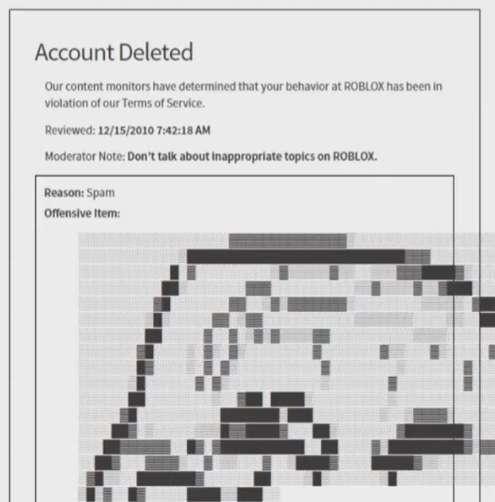 Account Deleted
Our content monitors have determined that your behavior at ROBLOX has been in
violation of our Terms of Service.
Reviewed: 12/15/2010 7:42:18 AM
Moderator Note: Don't talk about inappropriate topics on ROBLOX.
Reason: Spam
Offensive Item: